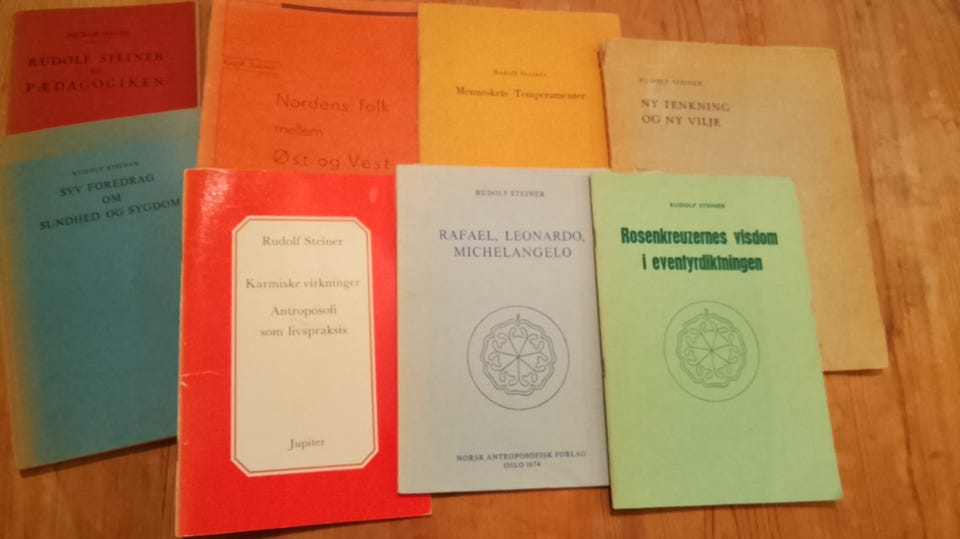 RUDOLF STEINER
OG
PÆDAGOGIKEN
Nordens folk
mellem
Øst og Vest
Rudolf Steiner
Menneskets Temperamenter
RUDOLF STEINER
NY TENKNING
OG NY VILJE
RUDOLF STEINER
SYV FOREDRAG
OM
SUNDHED OG SYGDOM
Rudolf Steiner
Karmiske virkninger
Antroposofi
som livspraksis
Jupiter
RUDOLF STEINER
RAFAEL, LEONARDO,
MICHELANGELO
NORSK ANTROPOSOFISK FORLAG
OSLO 1974
RUDOLF STEINER
Rosenkreuzernes visdom
i eventyrdiktningen